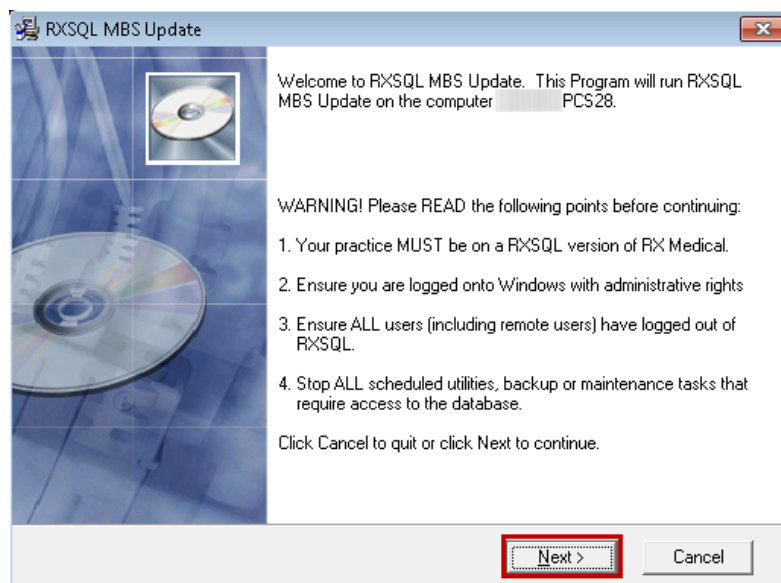 RXSQL MBS Update
Welcome to RXSQL MBS Update. This Program will run RXSQL
MBS Update on the computer PCS28.
WARNING! Please READ the following points before continuing:
1. Your practice MUST be on a RXSQL version of RX Medical.
2. Ensure you are logged onto Windows with administrative rights
3. Ensure ALL users (including remote users) have logged out of
RXSQL.
4. Stop ALL scheduled utilities, backup or maintenance tasks that
require access to the database.
Click Cancel to quit or click Next to continue.
Next >
Cancel